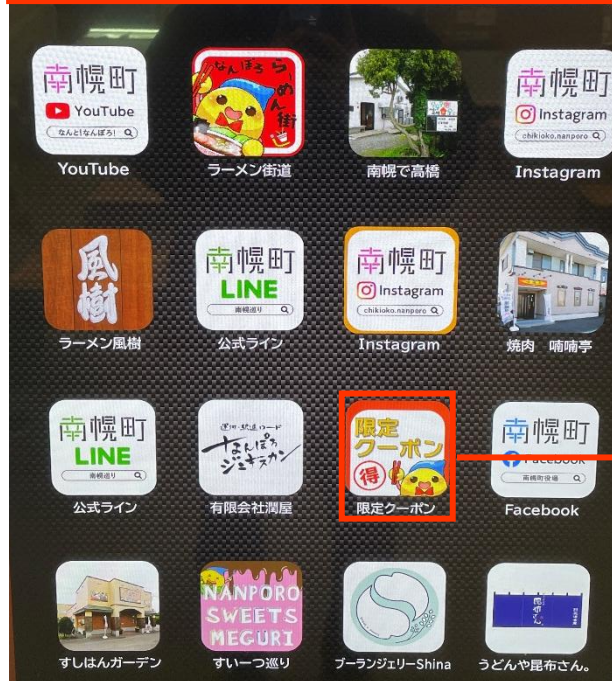 南幌町
YouTube
なんと!なんぽろ!
YouTube
なんぽろ
らーめん街
ラーメン街道
南幌で高橋
南幌町
Instagram
chikioko.nanporo
Instagram
風樹
ラーメン風樹
南幌町
LINE
南幌巡り
公式ライン
南幌町
Instagram
chikioko.nanporo
Instagram
焼肉 喃喃亭
南幌町
LINE
南幌巡り
公式ライン
なんぽろ
ジンギスカン
有限会社潤屋
限定
クーポン
得
限定クーポン
南幌町
Facebook
南幌町役場
Facebook
すしはんガーデン
NANPORO
SWEETS
MEGURI
すいーつ巡り
ブーランジェリーShina
昆布さん。
うどんや昆布さん。